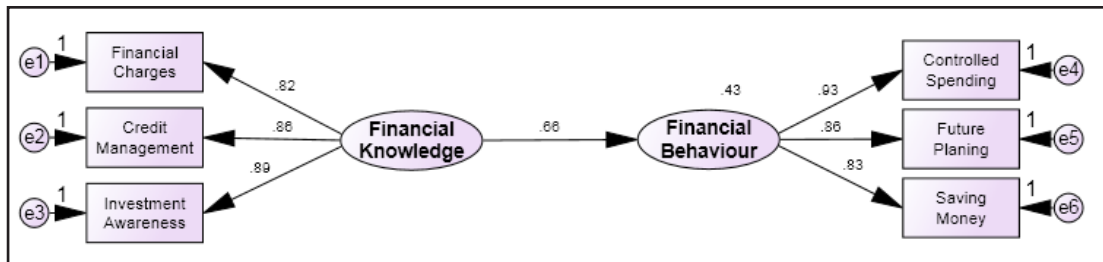 e1
1
Financial
Charges
.82
e2
1
Credit
Management
.86
e3
1
Investment
Awareness
.89
Financial
Knowledge
.66
.43
Financial
Behaviour
.93
Controlled
Spending
1
e4
.86
Future
Planing
1
e5
.83
Saving
Money
1
e6